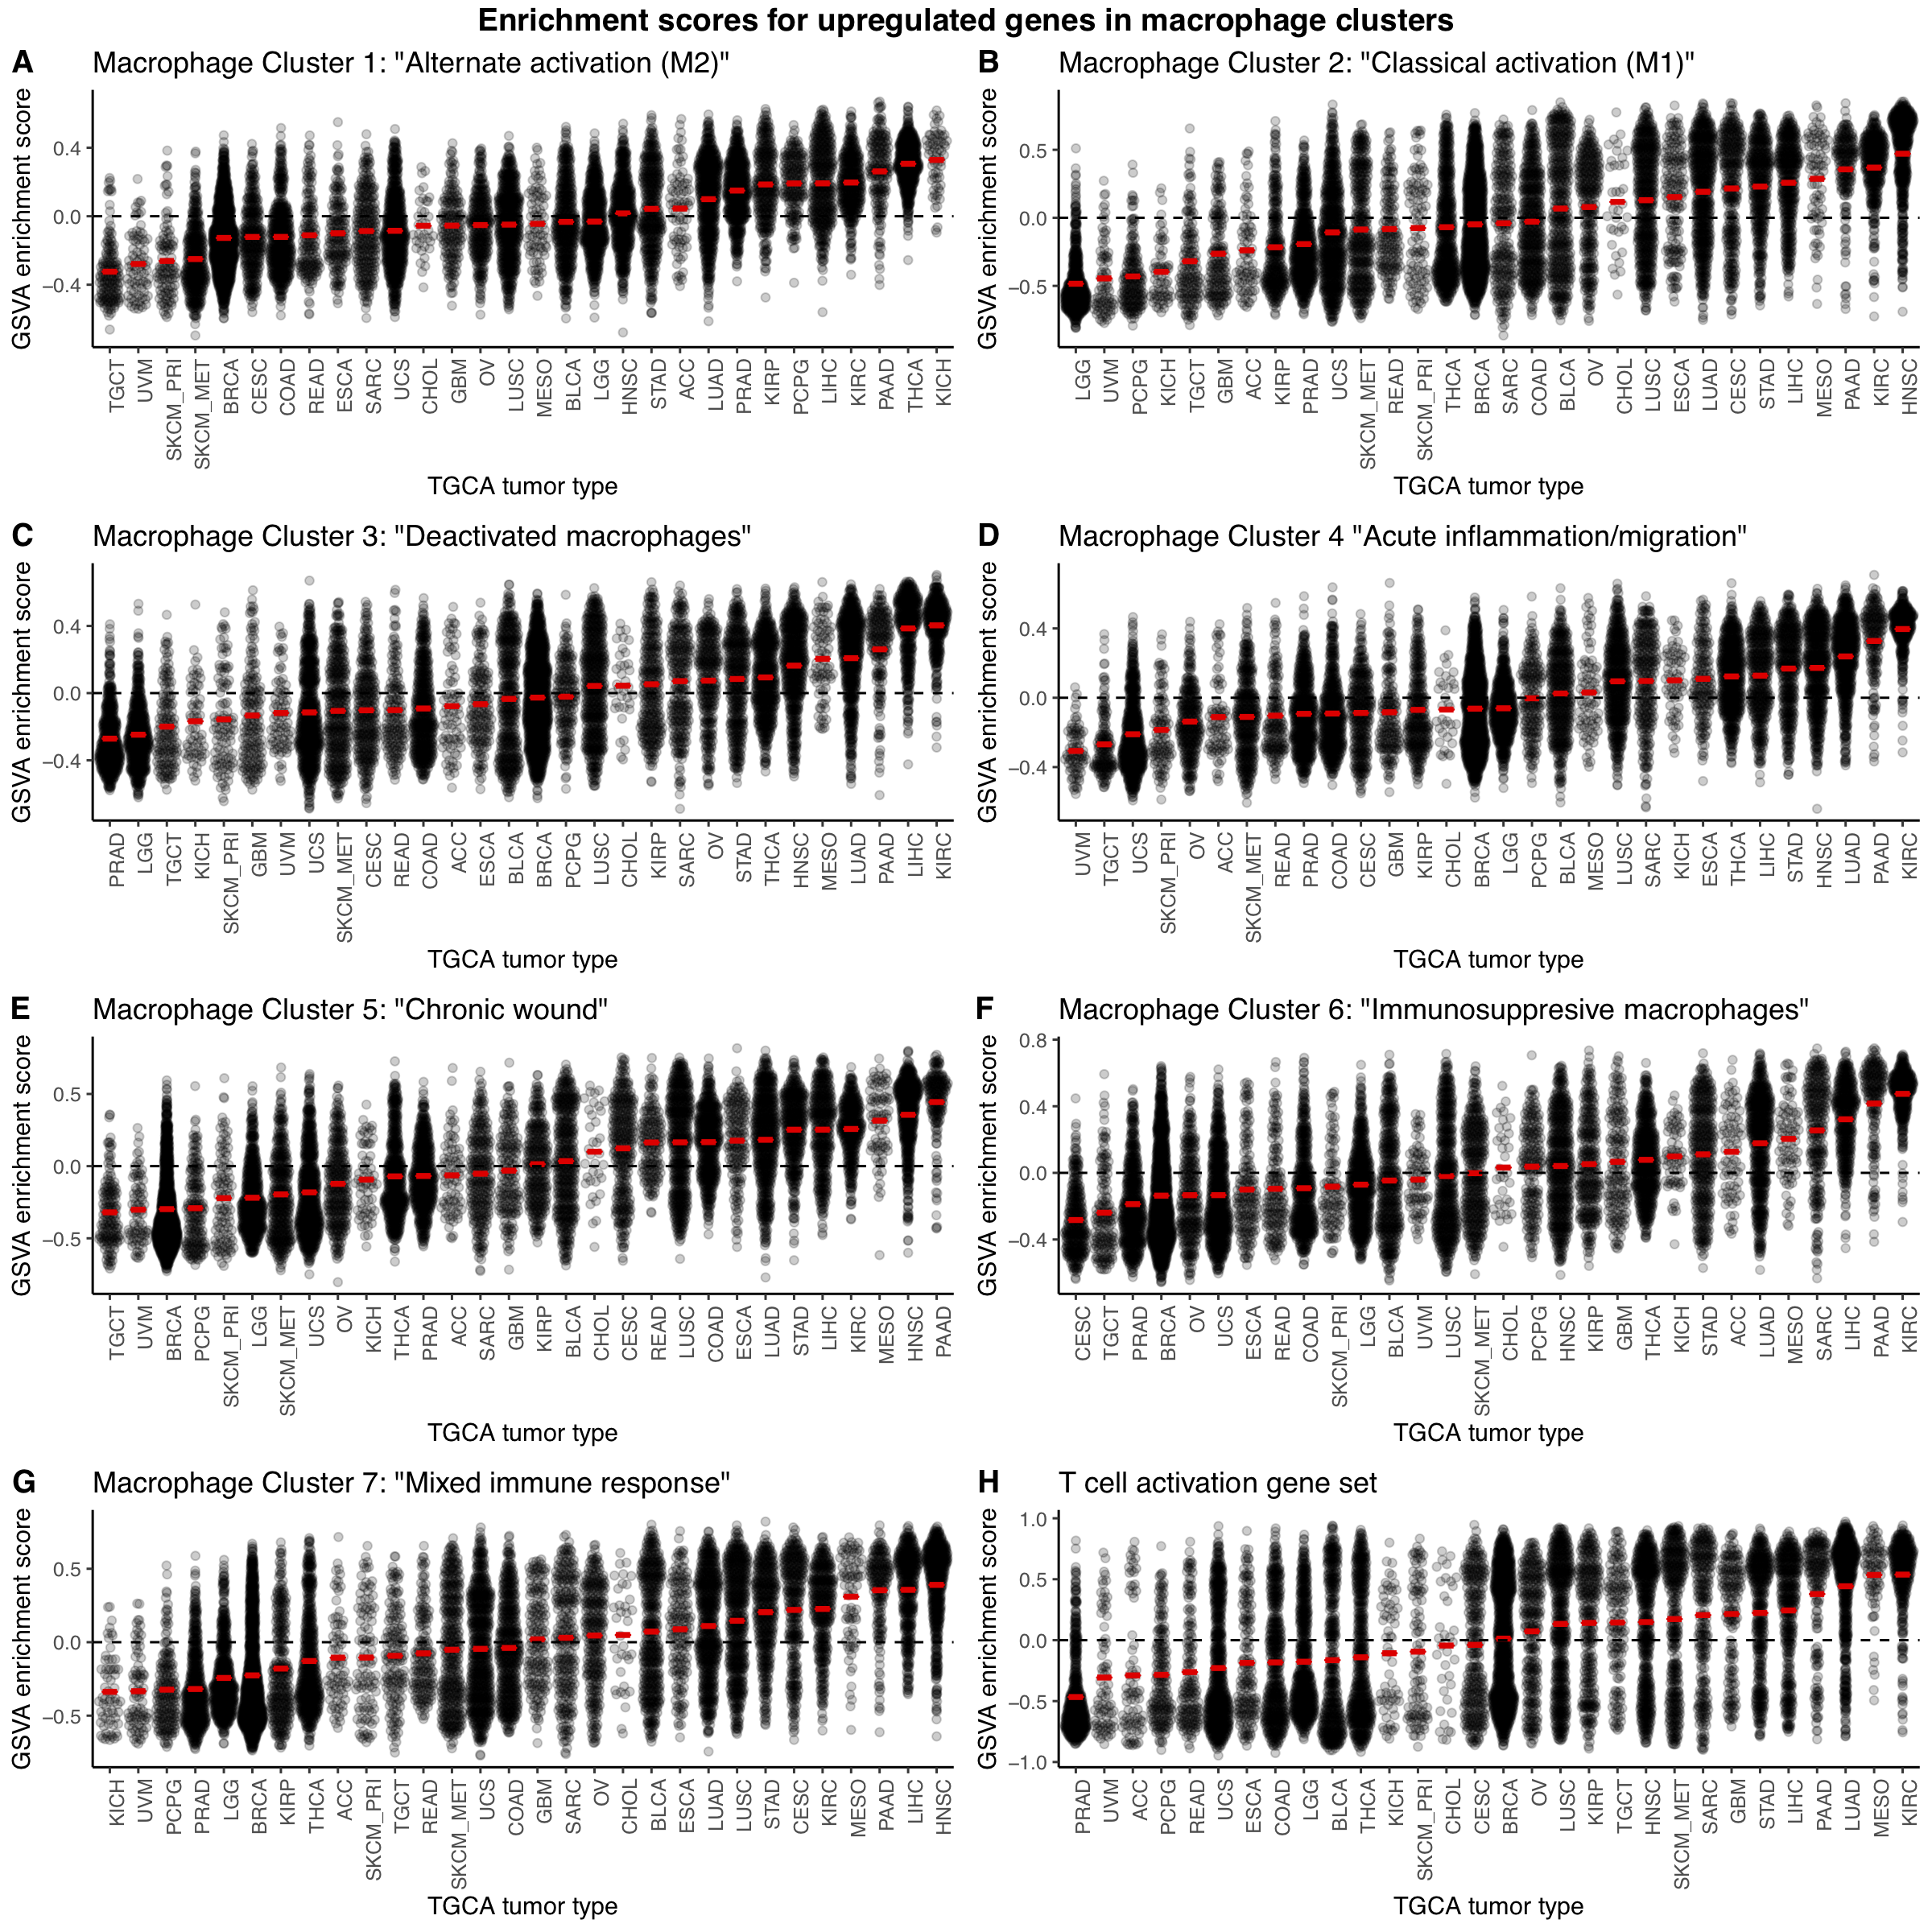 Enrichment scores for upregulated genes in macrophage clusters
A Macrophage Cluster 1: "Alternate activation (M2)"
GSVA enrichment score
0.4
0.0
−0.4
TGCT UVM SKCM_PRI SKCM_MET BRCA CESC COAD READ ESCA SARC UCS CHOL GBM OV LUSC MESO BLCA LGG HNSC STAD ACC LUAD PRAD KIRP PCPG LIHC KIRC PAAD THCA KICH
TGCA tumor type
B Macrophage Cluster 2: "Classical activation (M1)"
GSVA enrichment score
0.5
0.0
−0.5
LGG UVM PCPG KICH TGCT GBM ACC KIRP PRAD UCS SKCM_MET READ SKCM_PRI THCA BRCA SARC COAD BLCA OV CHOL LUSC ESCA LUAD CESC STAD LIHC MESO PAAD KIRC HNSC
TGCA tumor type
C Macrophage Cluster 3: "Deactivated macrophages"
GSVA enrichment score
0.4
0.0
−0.4
PRAD LGG TGCT KICH SKCM_PRI GBM UVM UCS SKCM_MET CESC READ COAD ACC ESCA BLCA BRCA PCPG LUSC CHOL KIRP SARC OV STAD THCA HNSC MESO LUAD PAAD LIHC KIRC
TGCA tumor type
D Macrophage Cluster 4 "Acute inflammation/migration"
GSVA enrichment score
0.4
0.0
−0.4
UVM TGCT UCS SKCM_PRI OV ACC SKCM_MET READ PRAD COAD CESC GBM KIRP CHOL BRCA LGG PCPG BLCA MESO LUSC SARC KICH ESCA THCA LIHC STAD HNSC LUAD PAAD KIRC
TGCA tumor type
E Macrophage Cluster 5: "Chronic wound"
GSVA enrichment score
0.5
0.0
−0.5
TGCT UVM BRCA PCPG SKCM_PRI LGG SKCM_MET UCS OV KICH THCA PRAD ACC SARC GBM KIRP BLCA CHOL CESC READ LUSC COAD ESCA LUAD STAD LIHC KIRC MESO HNSC PAAD
TGCA tumor type
F Macrophage Cluster 6: "Immunosuppresive macrophages"
GSVA enrichment score
0.8
0.4
0.0
−0.4
CESC TGCT PRAD BRCA OV UCS ESCA READ COAD SKCM_PRI LGG BLCA UVM LUSC SKCM_MET CHOL PCPG HNSC KIRP GBM THCA KICH STAD ACC LUAD MESO SARC LIHC PAAD KIRC
TGCA tumor type
G Macrophage Cluster 7: "Mixed immune response"
GSVA enrichment score
0.5
0.0
−0.5
KICH UVM PCPG PRAD LGG BRCA KIRP THCA ACC SKCM_PRI TGCT READ SKCM_MET UCS COAD GBM SARC OV CHOL BLCA ESCA LUAD LUSC STAD CESC KIRC MESO PAAD LIHC HNSC
TGCA tumor type
H T cell activation gene set
GSVA enrichment score
1.0
0.5
0.0
−0.5
−1.0
PRAD UVM ACC PCPG READ UCS ESCA COAD LGG BLCA THCA KICH SKCM_PRI CHOL CESC BRCA OV LUSC KIRP TGCT HNSC SKCM_MET SARC GBM STAD LIHC PAAD LUAD MESO KIRC
TGCA tumor type